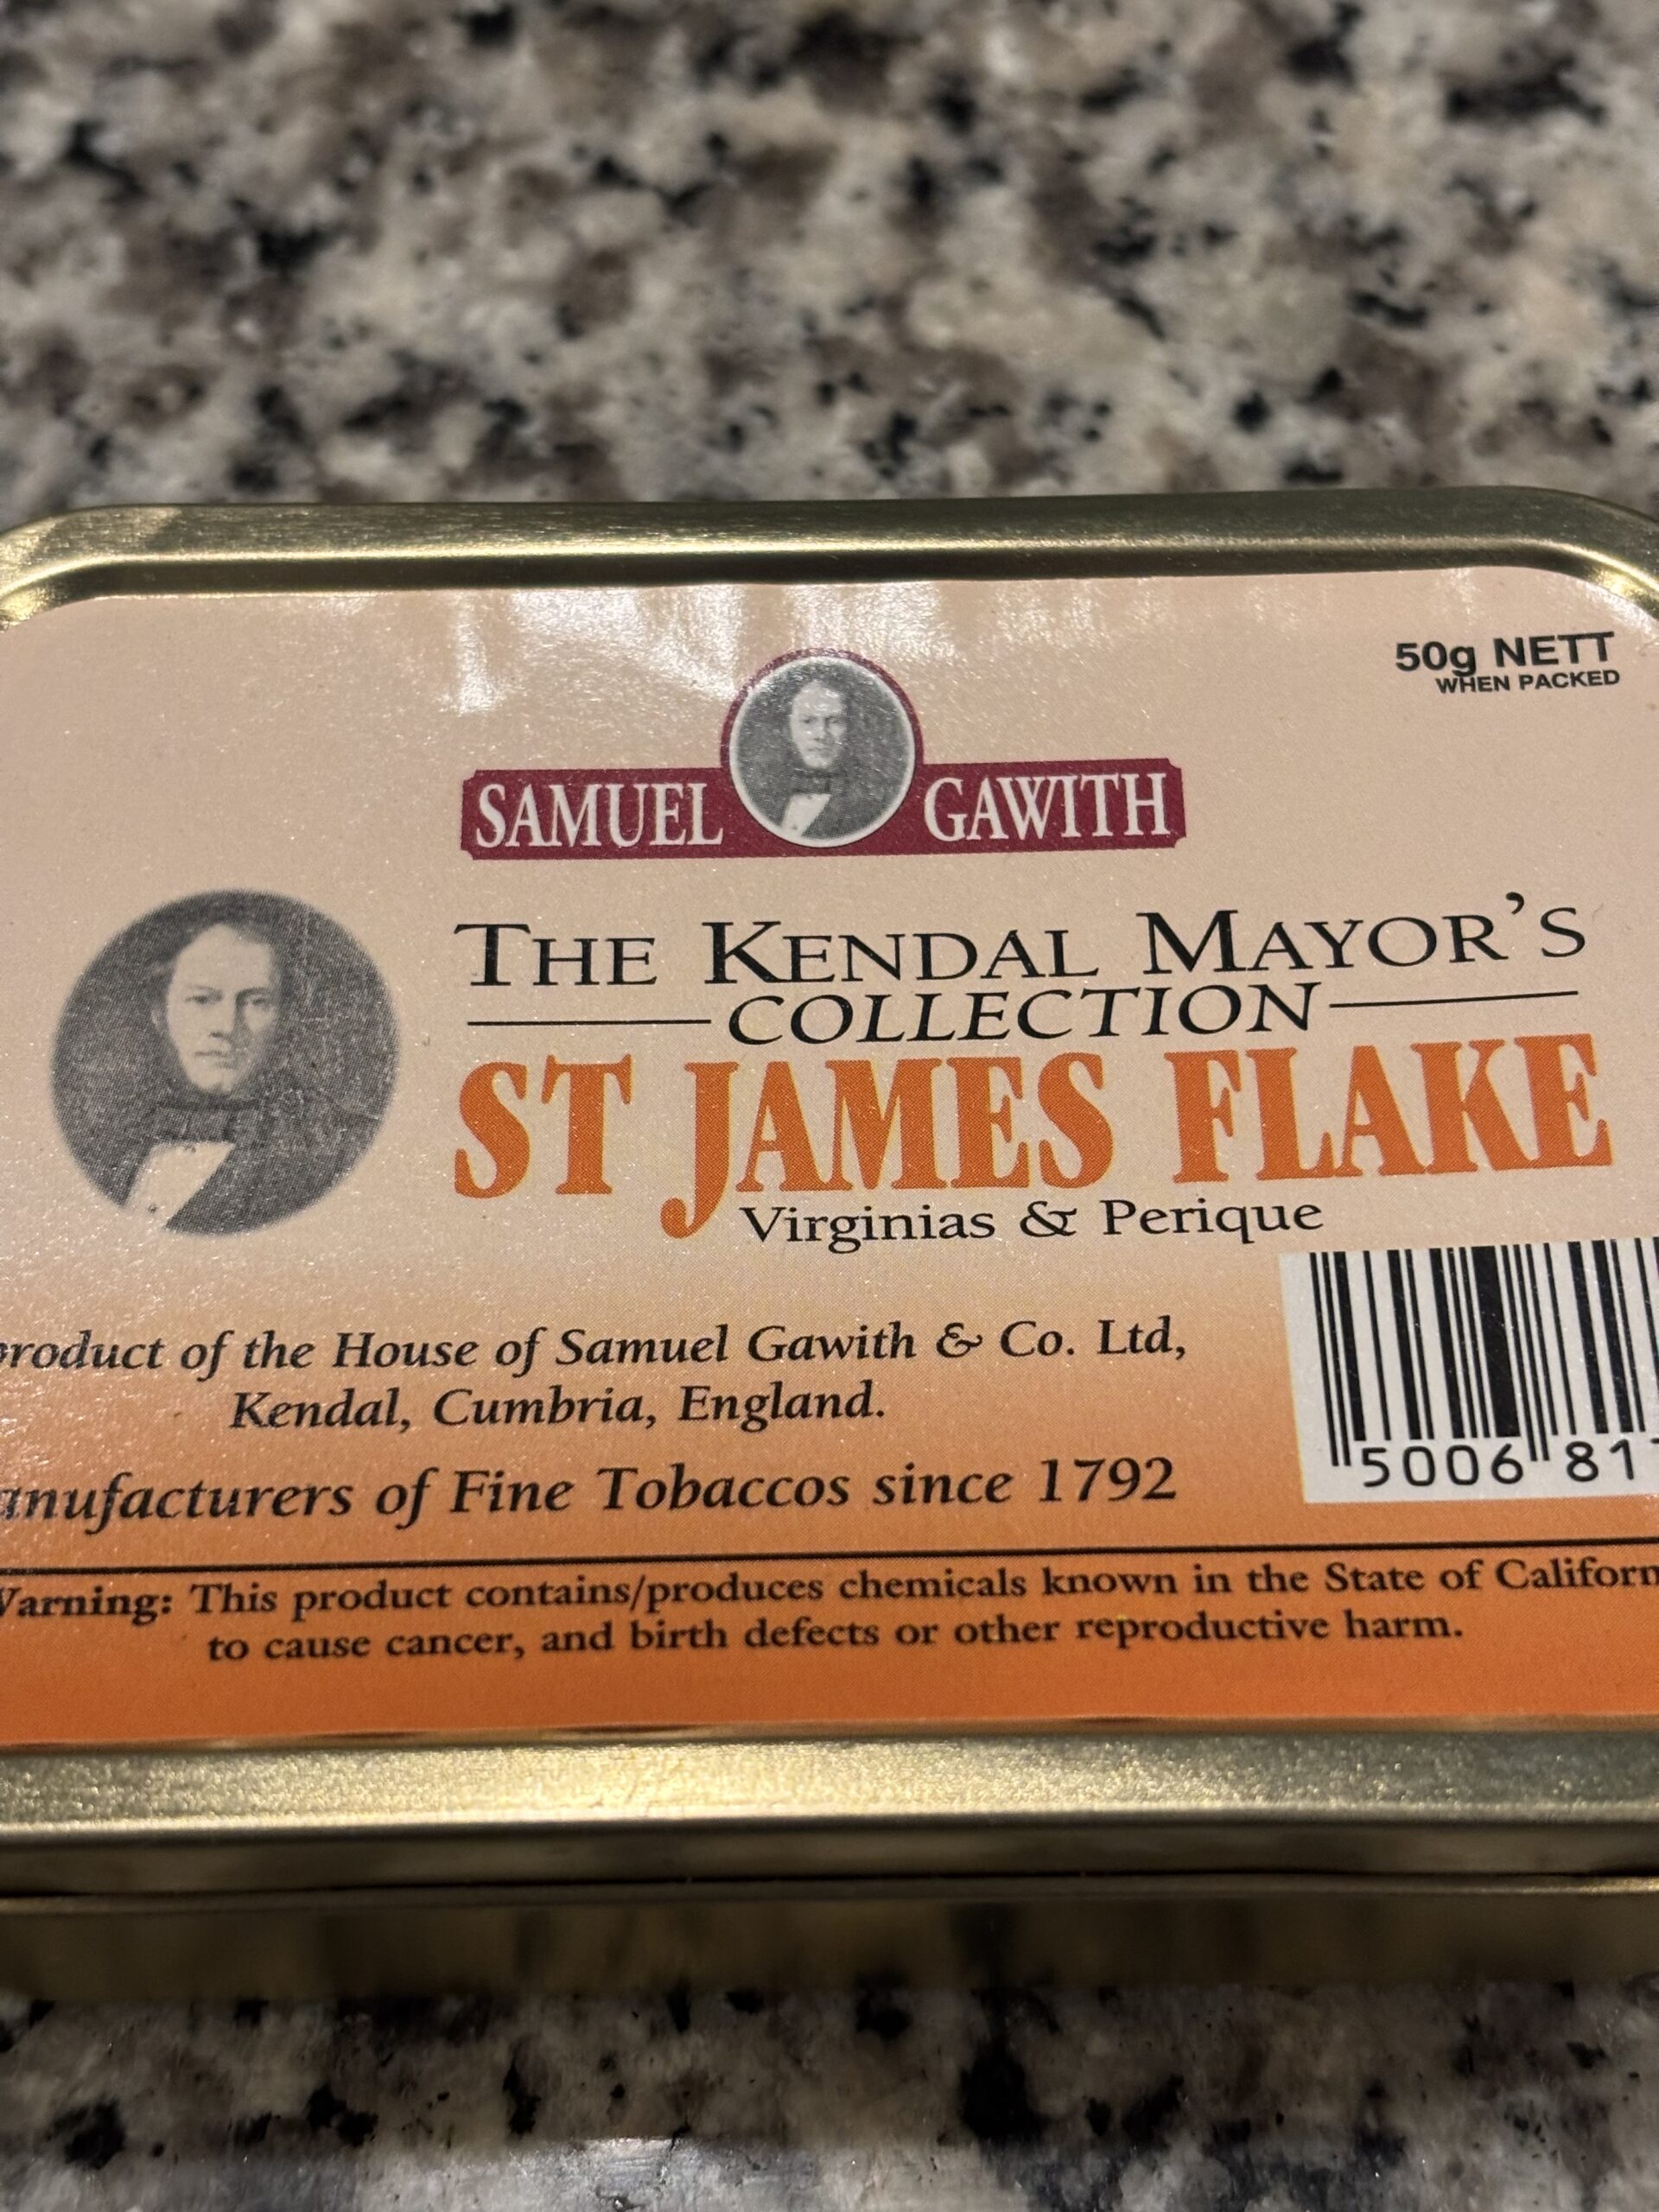 50g NETT
WHEN PACKED
SAMUEL GAWITH
THE KENDAL MAYOR'S
COLLECTION
ST JAMES FLAKE
Virginias & Perique
product of the House of Samuel Gawith & Co. Ltd,
Kendal, Cumbria, England.
anufacturers of Fine Tobaccos since 1792
5006 81
Warning: This product contains/produces chemicals known in the State of Californ
to cause cancer, and birth defects or other reproductive harm.